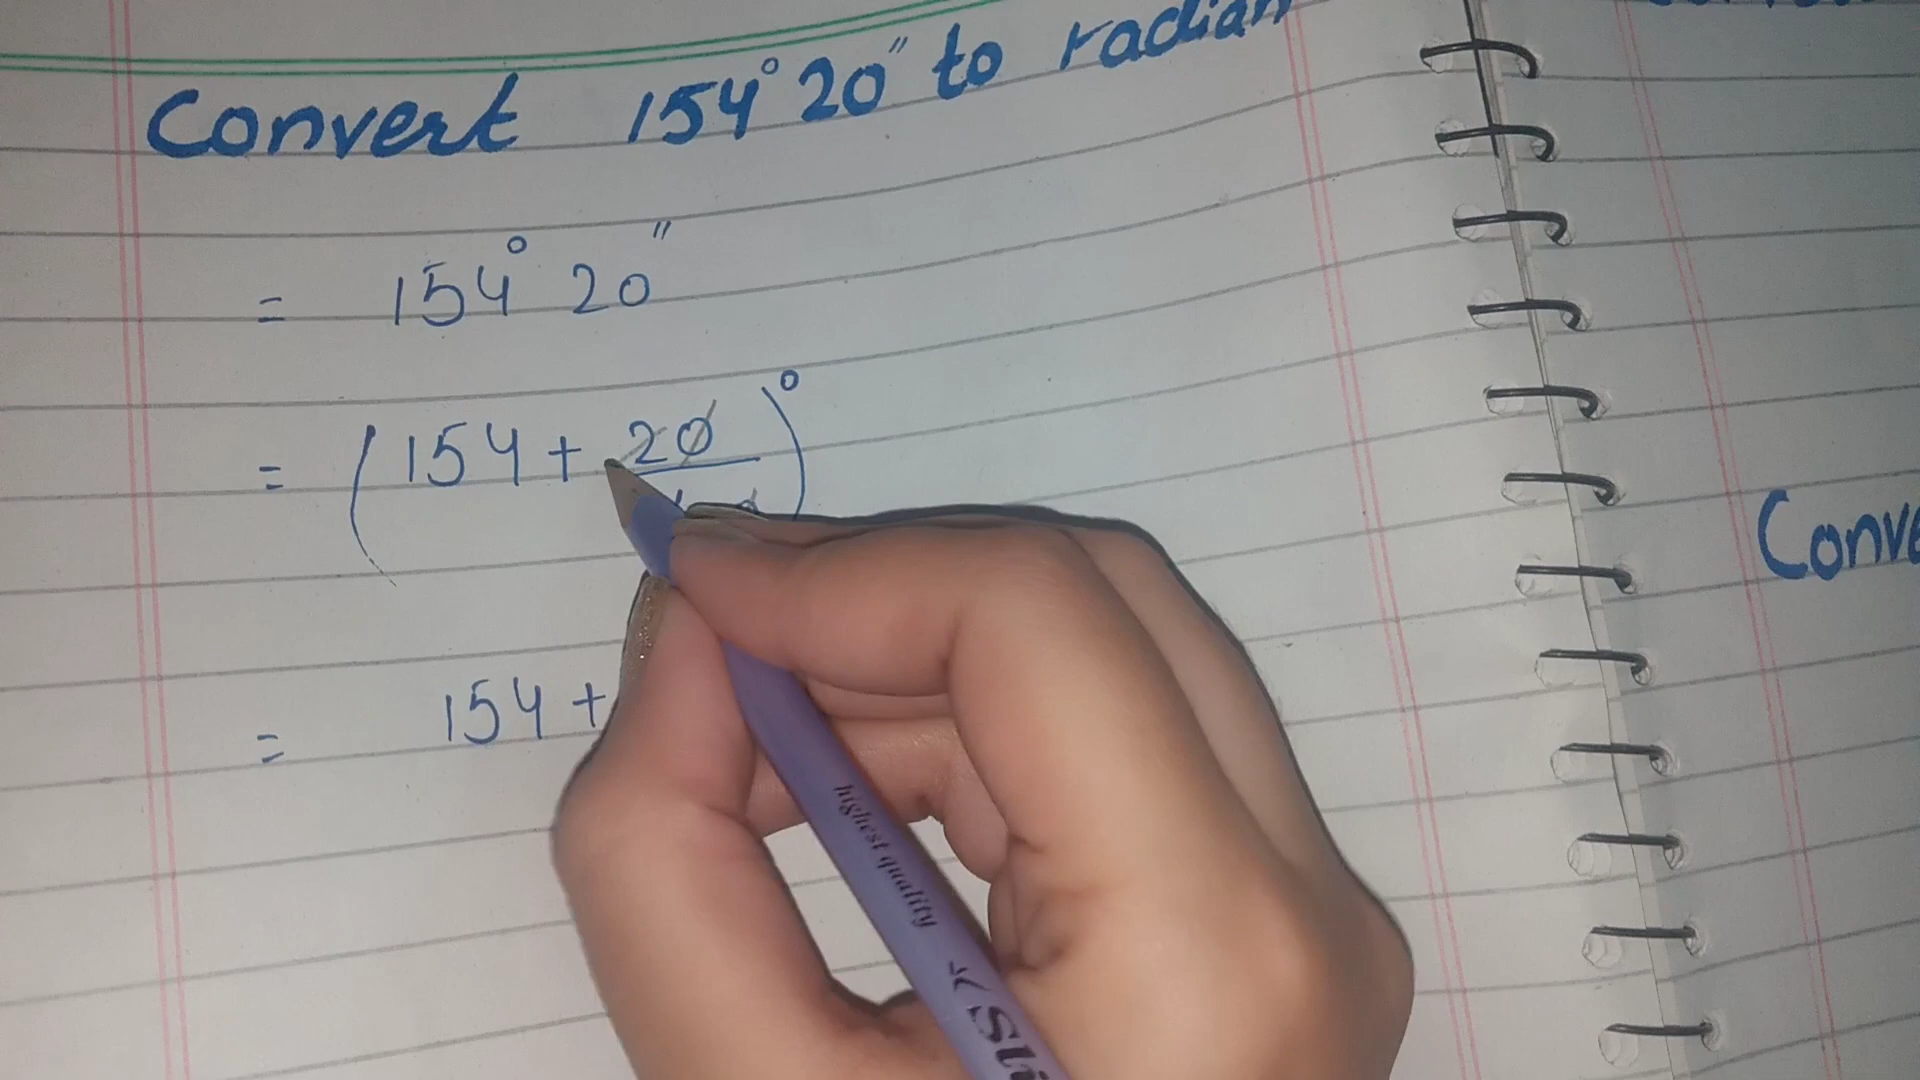 Convert 154° 20″ to radian
= 154° 20″
= (154 + 20)°
= 154 +
Conve
highest quality